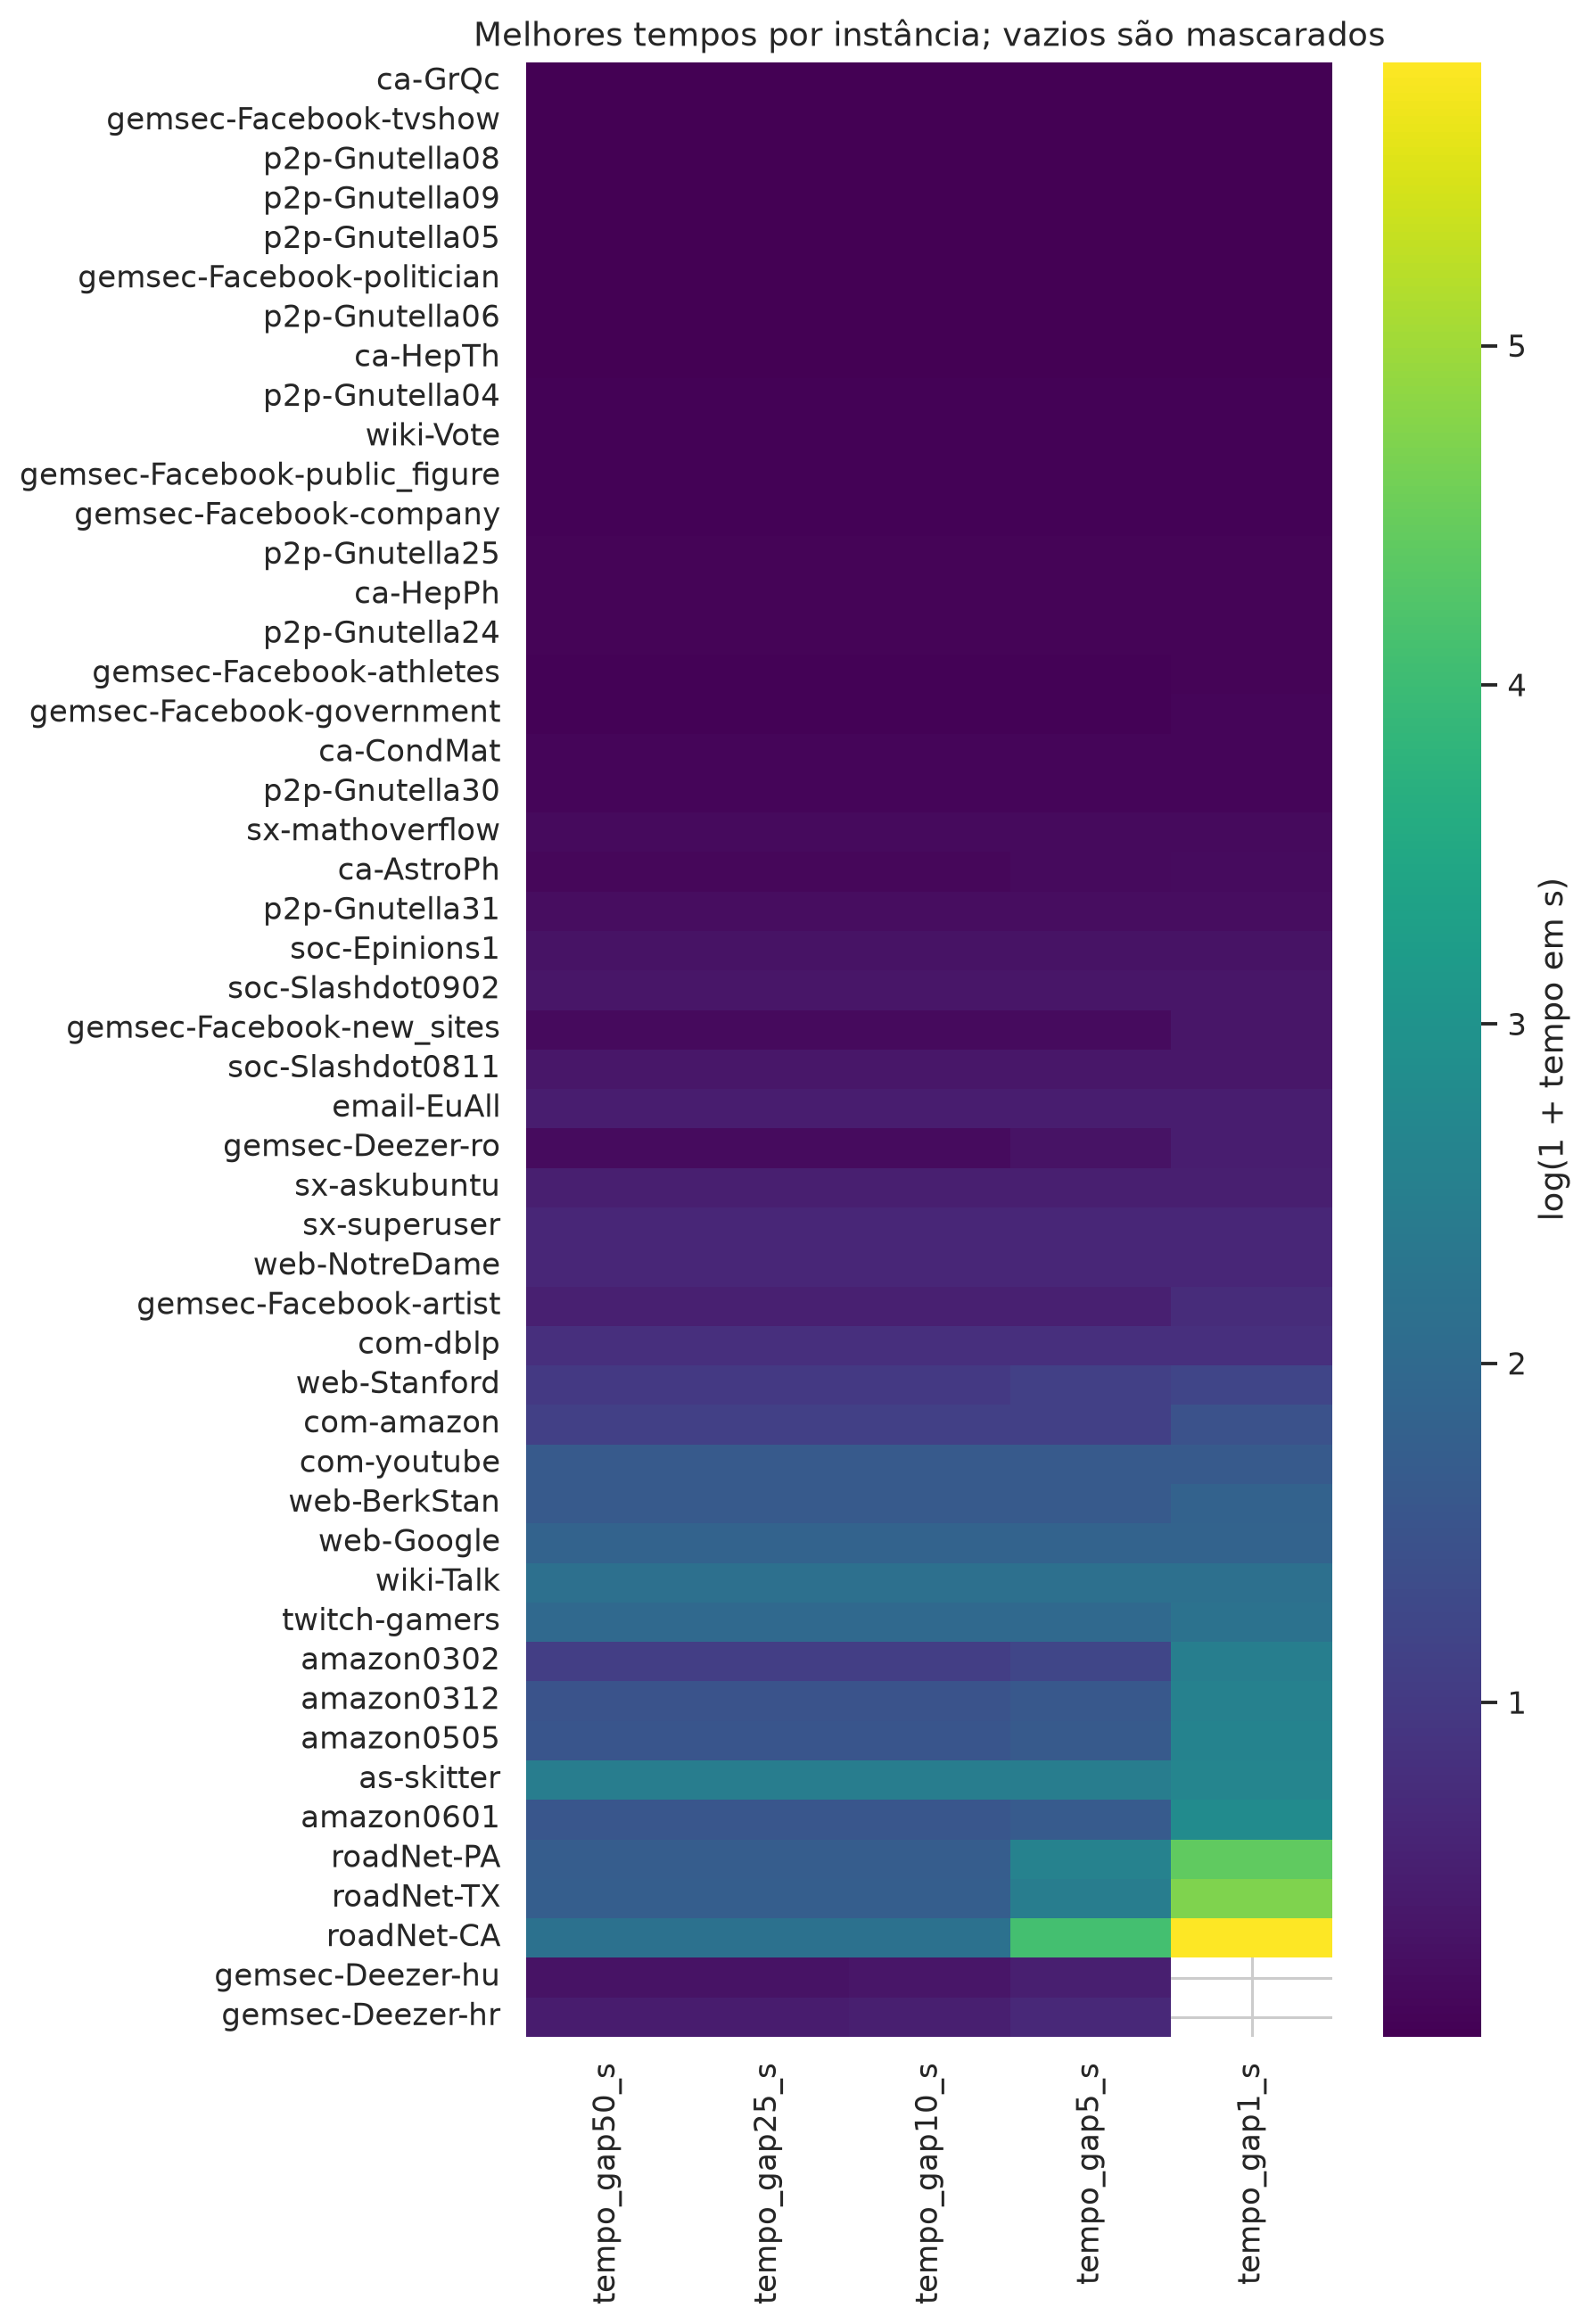 Melhores tempos por instância; vazios são mascarados
ca-GrQc
gemsec-Facebook-tvshow
p2p-Gnutella08
p2p-Gnutella09
p2p-Gnutella05
gemsec-Facebook-politician
p2p-Gnutella06
ca-HepTh
p2p-Gnutella04
wiki-Vote
gemsec-Facebook-public_figure
gemsec-Facebook-company
p2p-Gnutella25
ca-HepPh
p2p-Gnutella24
gemsec-Facebook-athletes
gemsec-Facebook-government
ca-CondMat
p2p-Gnutella30
sx-mathoverflow
ca-AstroPh
p2p-Gnutella31
soc-Epinions1
soc-Slashdot0902
gemsec-Facebook-new_sites
soc-Slashdot0811
email-EuAll
gemsec-Deezer-ro
sx-askubuntu
sx-superuser
web-NotreDame
gemsec-Facebook-artist
com-dblp
web-Stanford
com-amazon
com-youtube
web-BerkStan
web-Google
wiki-Talk
twitch-gamers
amazon0302
amazon0312
amazon0505
as-skitter
amazon0601
roadNet-PA
roadNet-TX
roadNet-CA
gemsec-Deezer-hu
gemsec-Deezer-hr
tempo_gap50_s
tempo_gap25_s
tempo_gap10_s
tempo_gap5_s
tempo_gap1_s
5
4
3
2
1
log(1 + tempo em s)